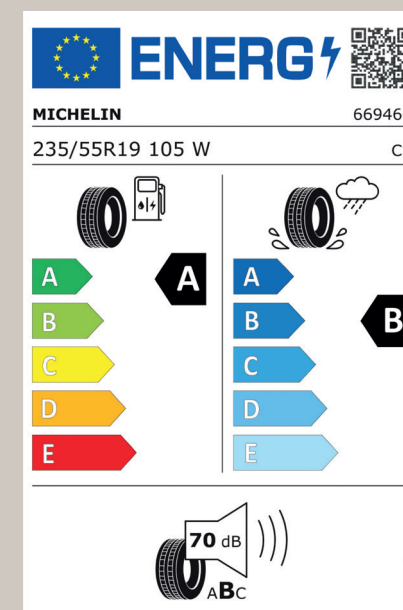 ENERG
MICHELIN 66946
235/55R19 105 W C
A A A
B B B
C C
D D
E E
70 dB
ABC